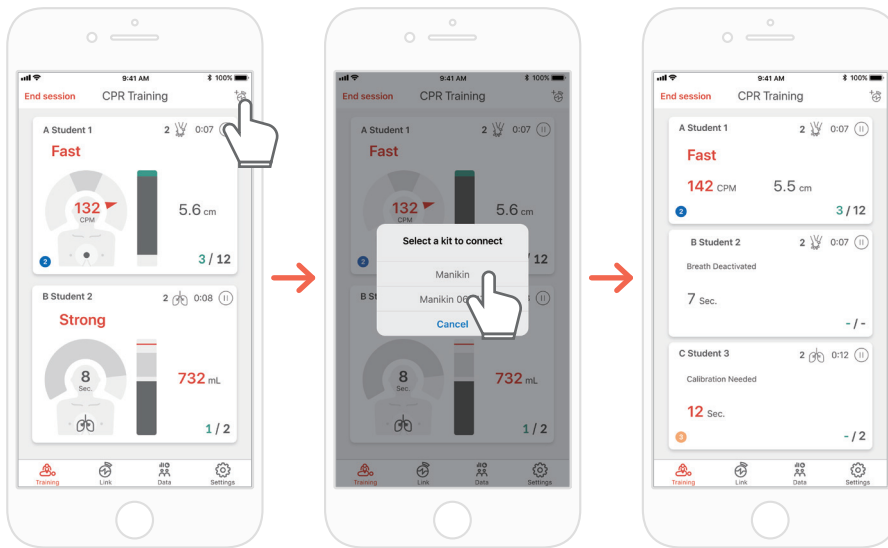 9:41 AM
100%
End session
CPR Training
A Student 1
2
0:07
Fast
132
CPM
5.6 cm
2
3 / 12
B Student 2
2
0:08
Strong
8
Sec.
732 mL
1 / 2
Training
Link
Data
Settings
9:41 AM
100%
End session
CPR Training
A Student 1
2
0:07
Fast
132
CPM
5.6 cm
Select a kit to connect
Manikin
Manikin 06
Cancel
12
B St
8
Sec.
732 mL
1 / 2
Training
Link
Data
Settings
9:41 AM
100%
End session
CPR Training
A Student 1
2
0:07
Fast
142 CPM
5.5 cm
2
3 / 12
B Student 2
2
0:07
Breath Deactivated
7 Sec.
- / -
C Student 3
2
0:12
Calibration Needed
12 Sec.
3
- / 2
Training
Link
Data
Settings